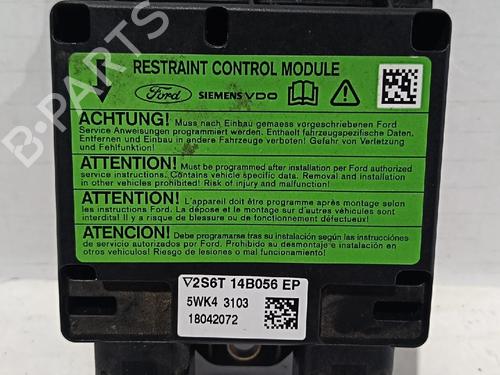 RESTRAINT CONTROL MODULE
Ford SIEMENS VDO
ACHTUNG! Muss nach Einbau gemaess vorgeschriebenen Ford
Service Anweisungen programmiert werden. Enthaelt fahrzeugspezifische Daten.
Entfernen und Einbau in andere Fahrzeuge verboten! Gefahr von Verletzung
und Fehlfunktion!
ATTENTION! Must be programmed after installation per Ford authorized
service instructions. Contains vehicle specific data. Removal and installation
in other vehicles prohibited! Risk of injury and malfunction!
ATTENTION! L'appareil doit être programme après montage selon
les instructions Ford. La dépose et le montage sur d'autres véhicules sont
interdital Il y a risque de blessure ou de fonctionnement défectueux!
ATENCION! Debe programarse tras su instalación según las instrucciónes
de servicio autorizados por Ford. Prohibido su desmontaje e instalación en
otros vehiculos! Riesgo de lesiones o mal funcionamiento!
2S6T 14B056 EP
5WK4 3103
18042072
B-PARTS